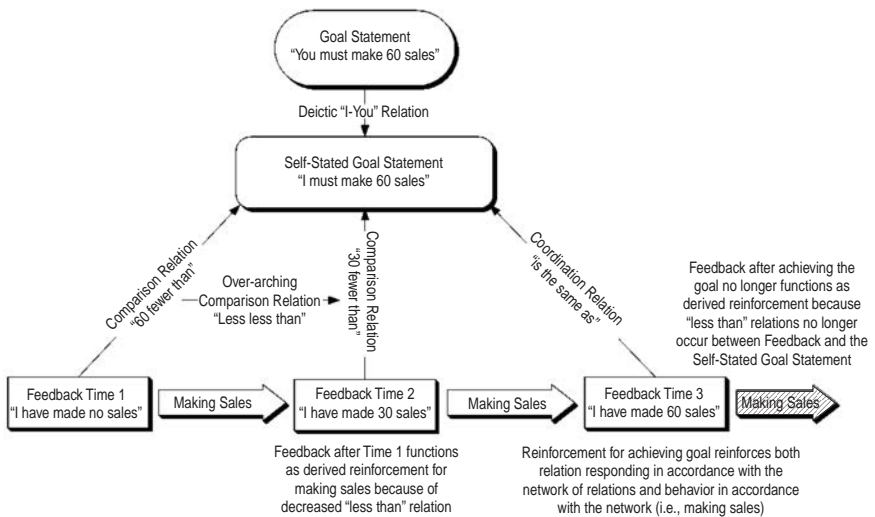 Goal Statement
“You must make 60 sales”
Deictic “I-You” Relation
Self-Stated Goal Statement
“I must make 60 sales”
Comparison Relation
“60 fewer than”
Over-arching
Comparison Relation
“Less less than”
Comparison Relation
“30 fewer than”
Coordination Relation
“is the same as”
Feedback after achieving the
goal no longer functions as
derived reinforcement because
“less than” relations no longer
occur between Feedback and the
Self-Stated Goal Statement
Feedback Time 1
“I have made no sales”
Making Sales
Feedback Time 2
“I have made 30 sales”
Making Sales
Feedback Time 3
“I have made 60 sales”
Making Sales
Feedback after Time 1 functions
as derived reinforcement for
making sales because of
decreased “less than” relation
Reinforcement for achieving goal reinforces both
relation responding in accordance with the
network of relations and behavior in accordance
with the network (i.e., making sales)